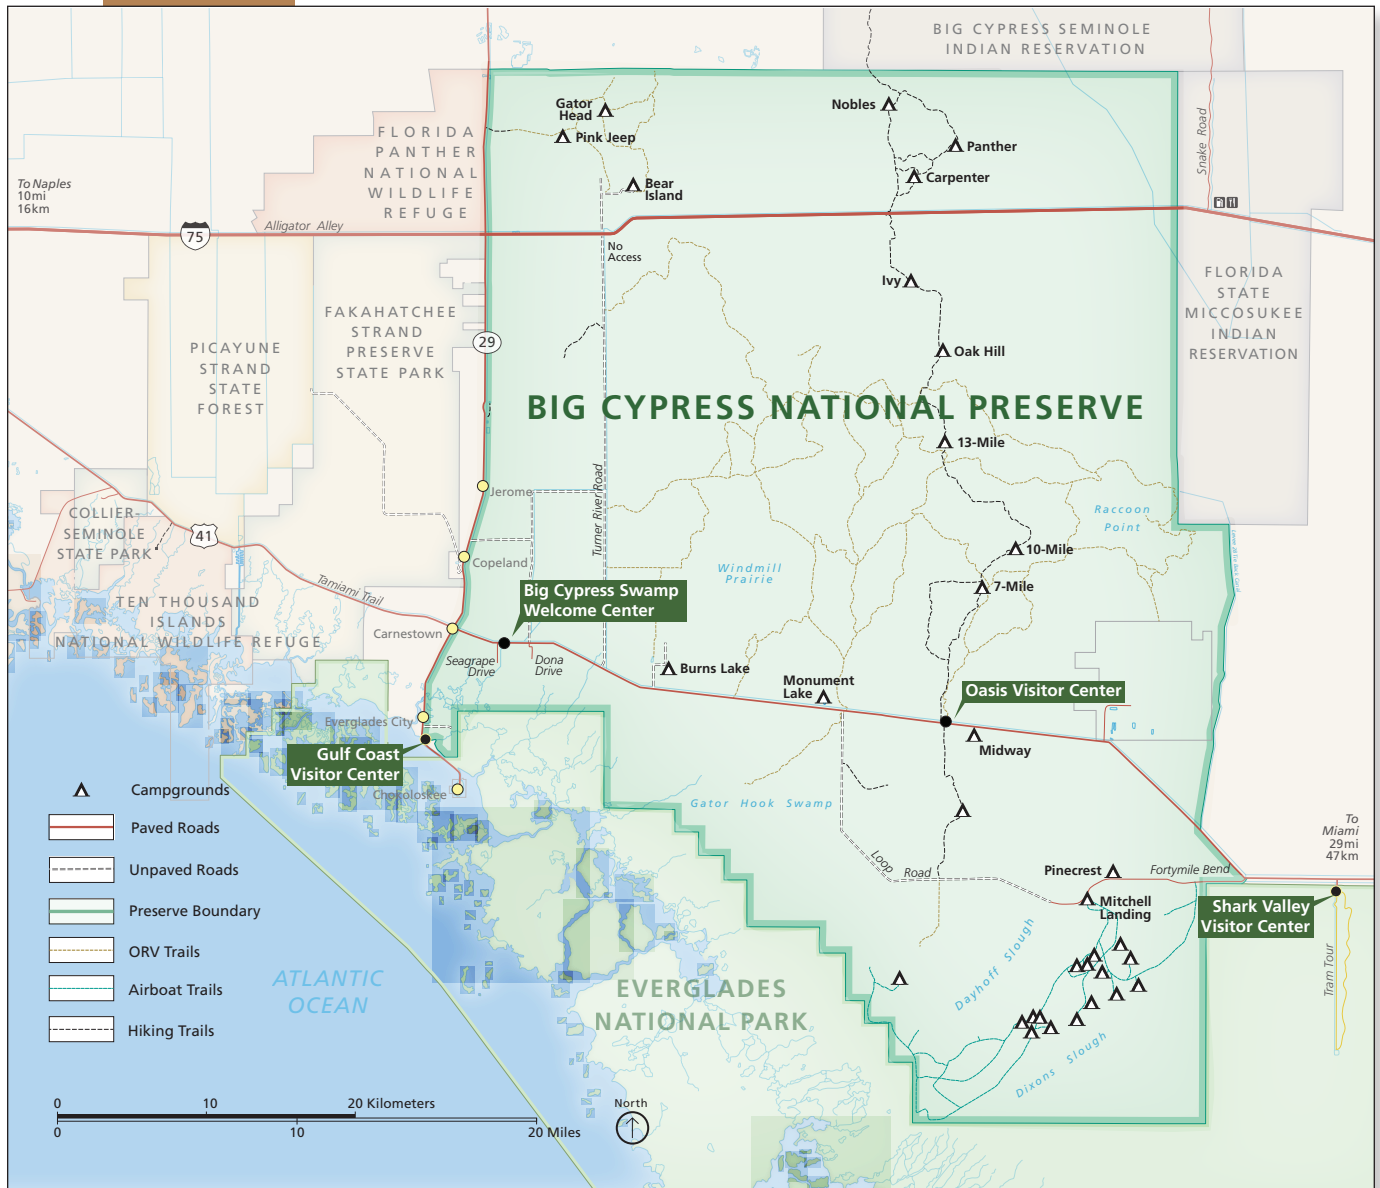 BIG CYPRESS SEMINOLE
INDIAN RESERVATION
Gator
Head
Pink Jeep
Bear
Island
Nobles
Panther
Carpenter
Snake Road
FLORIDA
PANTHER
NATIONAL
WILDLIFE
REFUGE
To Naples
10mi
16km
75
Alligator Alley
No
Access
Ivy
FLORIDA
STATE
MICCOSUKEE
INDIAN
RESERVATION
FAKAHATCHEE
STRAND
PRESERVE
STATE PARK
29
PICAYUNE
STRAND
STATE
FOREST
Oak Hill
BIG CYPRESS NATIONAL PRESERVE
13-Mile
Turner River Road
Jerome
Raccoon
Point
COLLIER-
SEMINOLE
STATE PARK
41
Copeland
10-Mile
Windmill
Prairie
7-Mile
Tamiami Trail
Big Cypress Swamp
Welcome Center
TEN THOUSAND
ISLANDS
NATIONAL WILDLIFE REFUGE
Carnestown
Seagrape
Drive
Dona
Drive
Burns Lake
Monument
Lake
Oasis Visitor Center
Everglades City
Midway
Gulf Coast
Visitor Center
Chokoloskee
Gator Hook Swamp
To
Miami
29mi
47km
Loop
Road
Pinecrest
Fortymile Bend
Mitchell
Landing
Shark Valley
Visitor Center
Tram Tour
Dayhoff Slough
Dixons Slough
EVERGLADES
NATIONAL PARK
ATLANTIC
OCEAN
Campgrounds
Paved Roads
Unpaved Roads
Preserve Boundary
ORV Trails
Airboat Trails
Hiking Trails
0 10 20 Kilometers
0 10 20 Miles
North